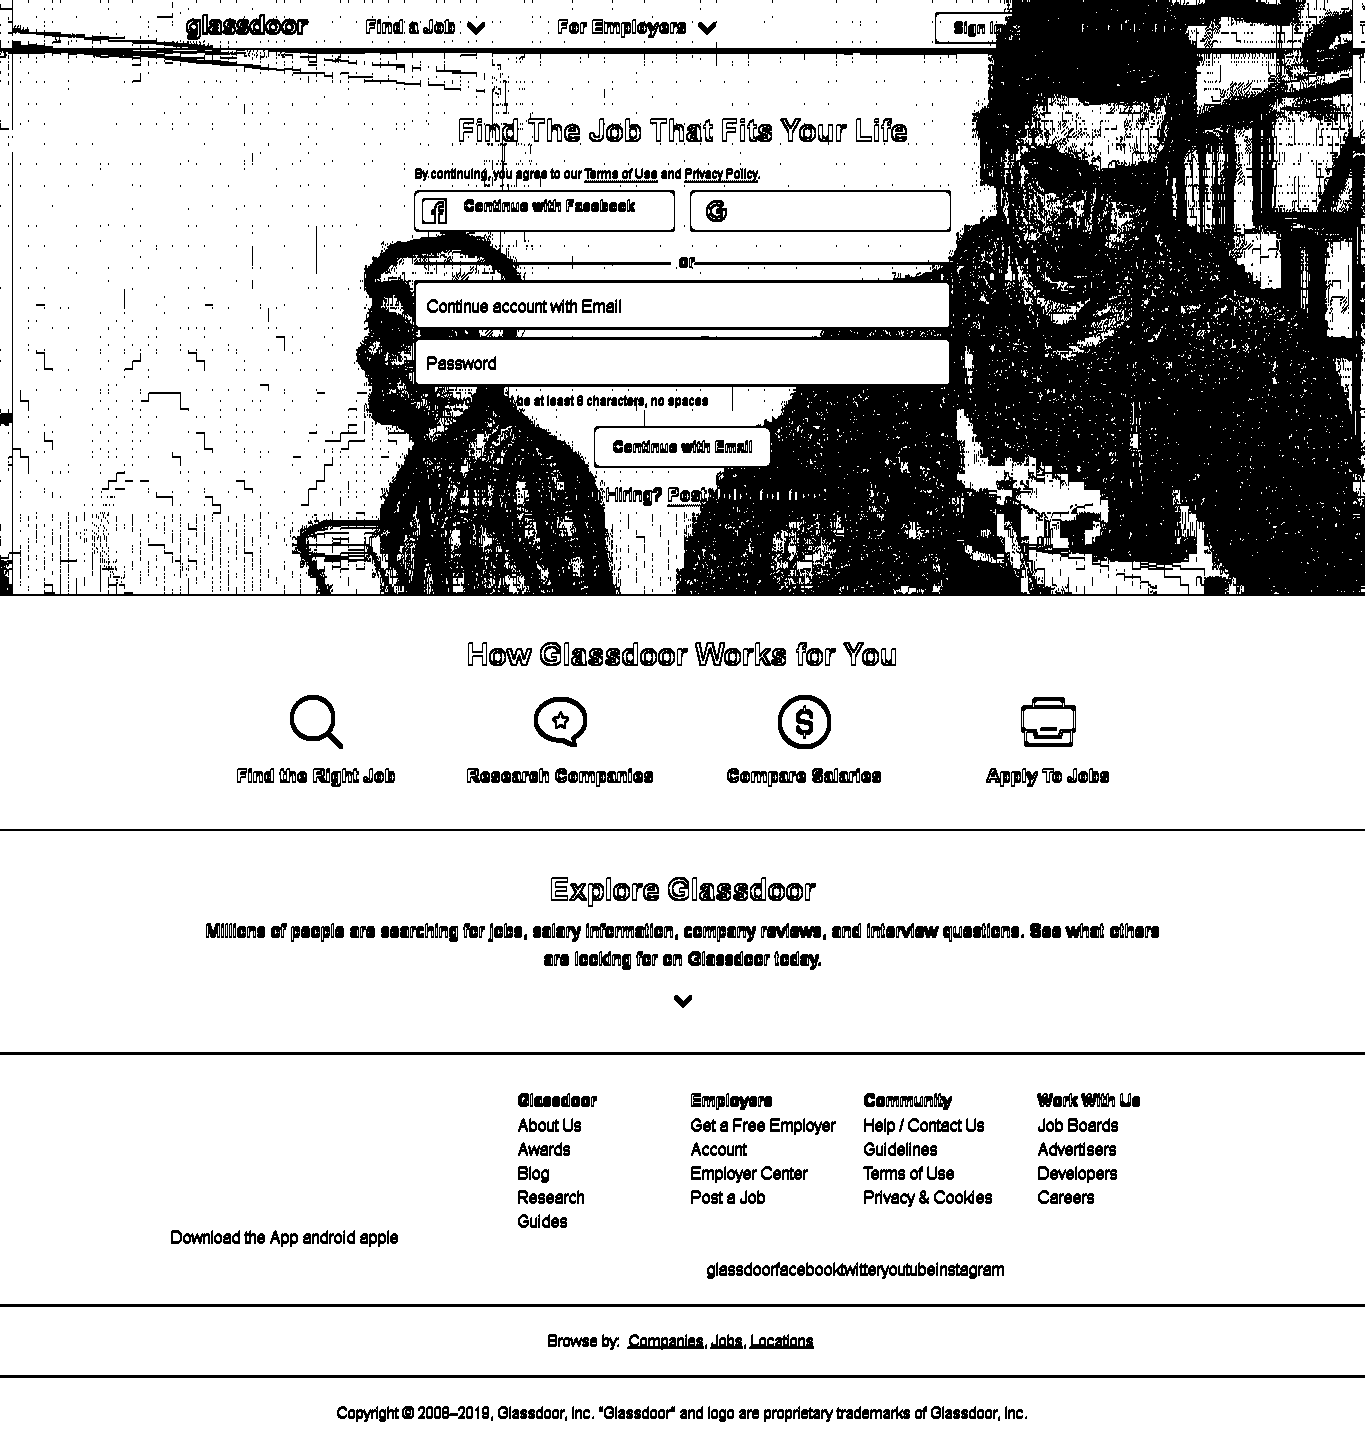 glassdoor Find a Job For Employers Sign In
Find The Job That Fits Your Life
By continuing, you agree to our Terms of Use and Privacy Policy.
Continue with Facebook
or
Continue account with Email
Password
be at least 8 characters, no spaces
Continue with Email
Hiring? Post
How Glassdoor Works for You
Find the Right Job Research Companies Compare Salaries Apply To Jobs
Explore Glassdoor
Millions of people are searching for jobs, salary information, company reviews, and interview questions. See what others
are looking for on Glassdoor today.
Glassdoor
About Us
Awards
Blog
Research
Guides
Employers
Get a Free Employer
Account
Employer Center
Post a Job
Community
Help / Contact Us
Guidelines
Terms of Use
Privacy & Cookies
Work With Us
Job Boards
Advertisers
Developers
Careers
Download the App android apple
glassdoorfacebooktwitteryoutubeinstagram
Browse by: Companies, Jobs, Locations
Copyright © 2008–2019, Glassdoor, Inc. "Glassdoor" and logo are proprietary trademarks of Glassdoor, Inc.